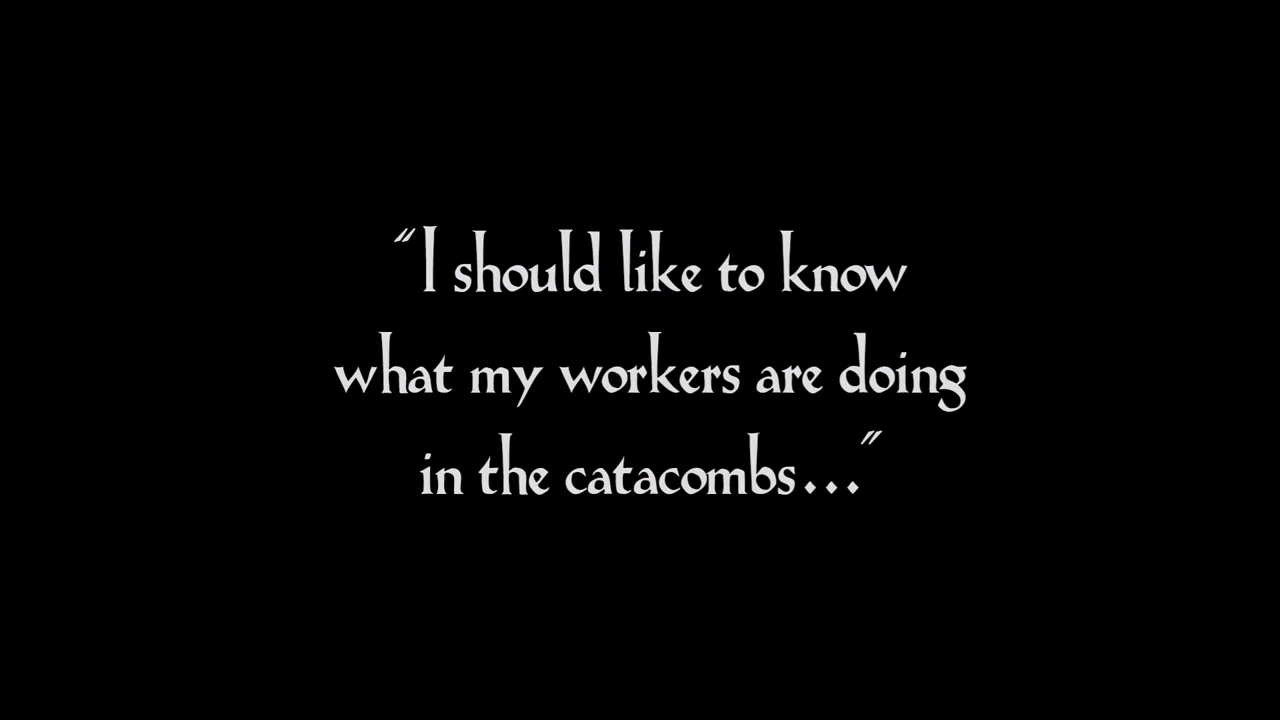 "I should like to know
what my workers are doing
in the catacombs..."